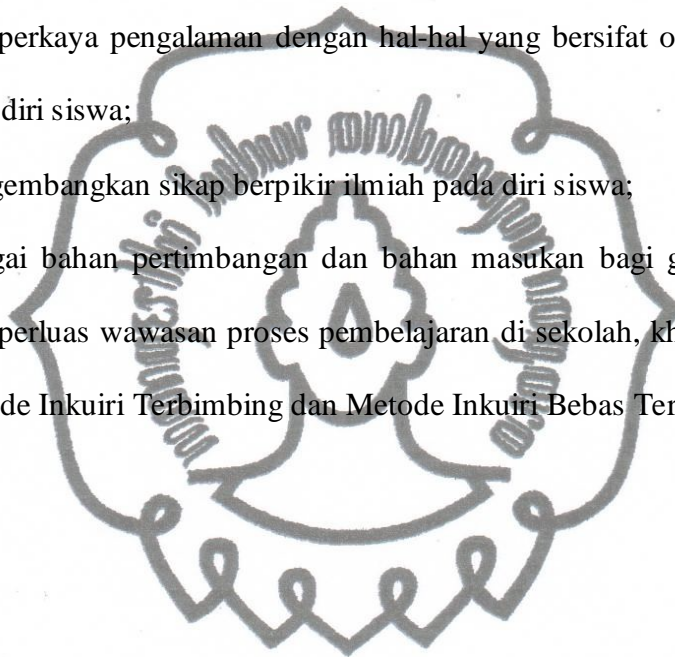 perkaya pengalaman dengan hal-hal yang bersifat o
diri siswa;
gembangkan sikap berpikir ilmiah pada diri siswa;
gai bahan pertimbangan dan bahan masukan bagi g
perluas wawasan proses pembelajaran di sekolah, kh
de Inkuiri Terbimbing dan Metode Inkuiri Bebas Ter